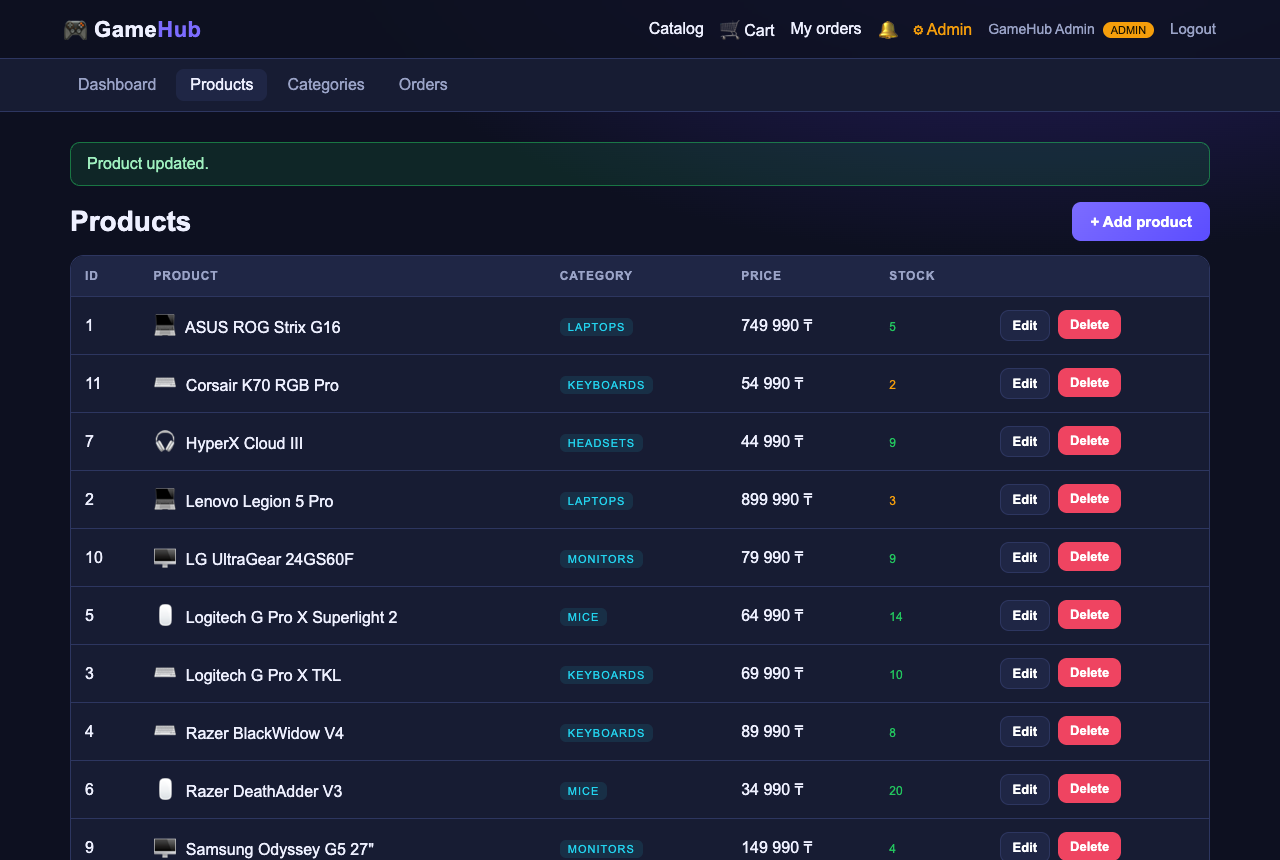 GameHub
Catalog Cart My orders Admin GameHub Admin ADMIN Logout
Dashboard Products Categories Orders
Product updated.
Products
+ Add product
ID PRODUCT CATEGORY PRICE STOCK
1 ASUS ROG Strix G16 LAPTOPS 749 990 ₸ 5 Edit Delete
11 Corsair K70 RGB Pro KEYBOARDS 54 990 ₸ 2 Edit Delete
7 HyperX Cloud III HEADSETS 44 990 ₸ 9 Edit Delete
2 Lenovo Legion 5 Pro LAPTOPS 899 990 ₸ 3 Edit Delete
10 LG UltraGear 24GS60F MONITORS 79 990 ₸ 9 Edit Delete
5 Logitech G Pro X Superlight 2 MICE 64 990 ₸ 14 Edit Delete
3 Logitech G Pro X TKL KEYBOARDS 69 990 ₸ 10 Edit Delete
4 Razer BlackWidow V4 KEYBOARDS 89 990 ₸ 8 Edit Delete
6 Razer DeathAdder V3 MICE 34 990 ₸ 20 Edit Delete
9 Samsung Odyssey G5 27" MONITORS 149 990 ₸ 4 Edit Delete